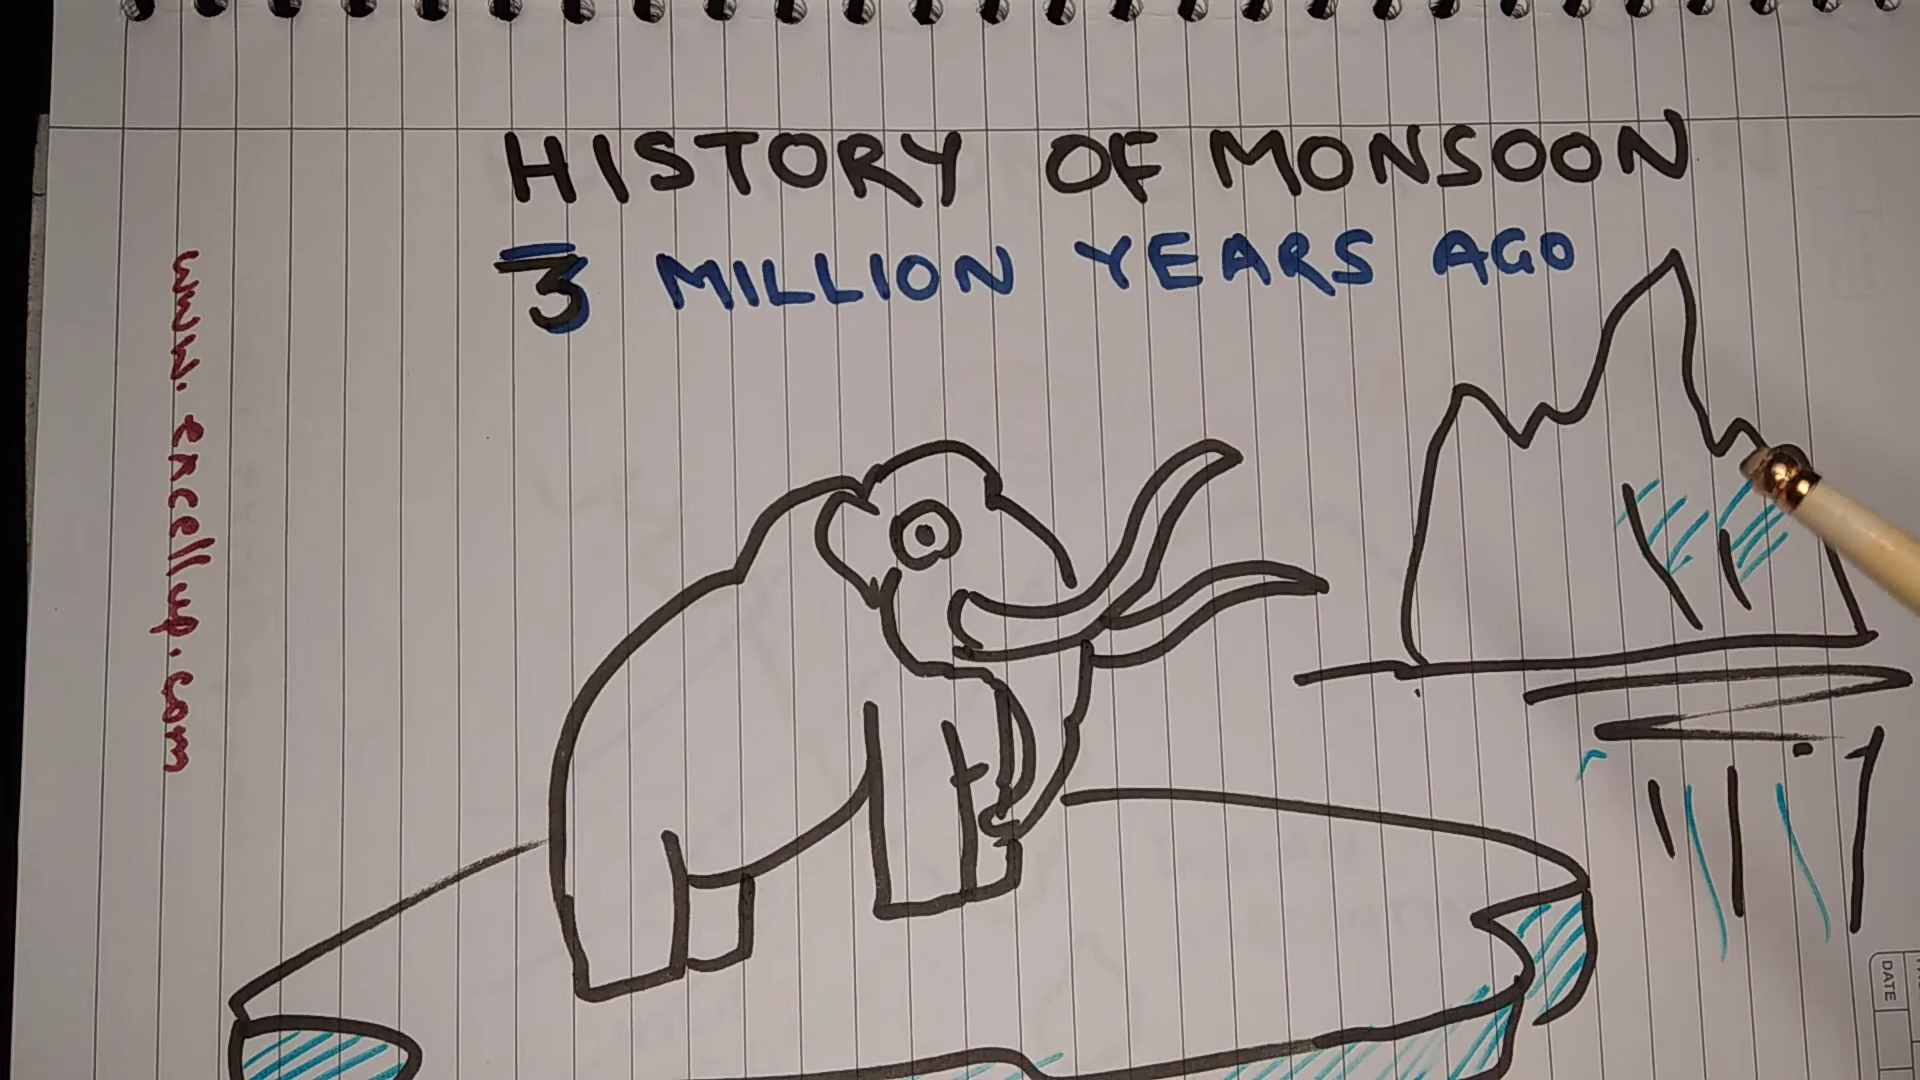 HISTORY OF MONSOON
3 MILLION YEARS AGO
www.excellup.com
DATE